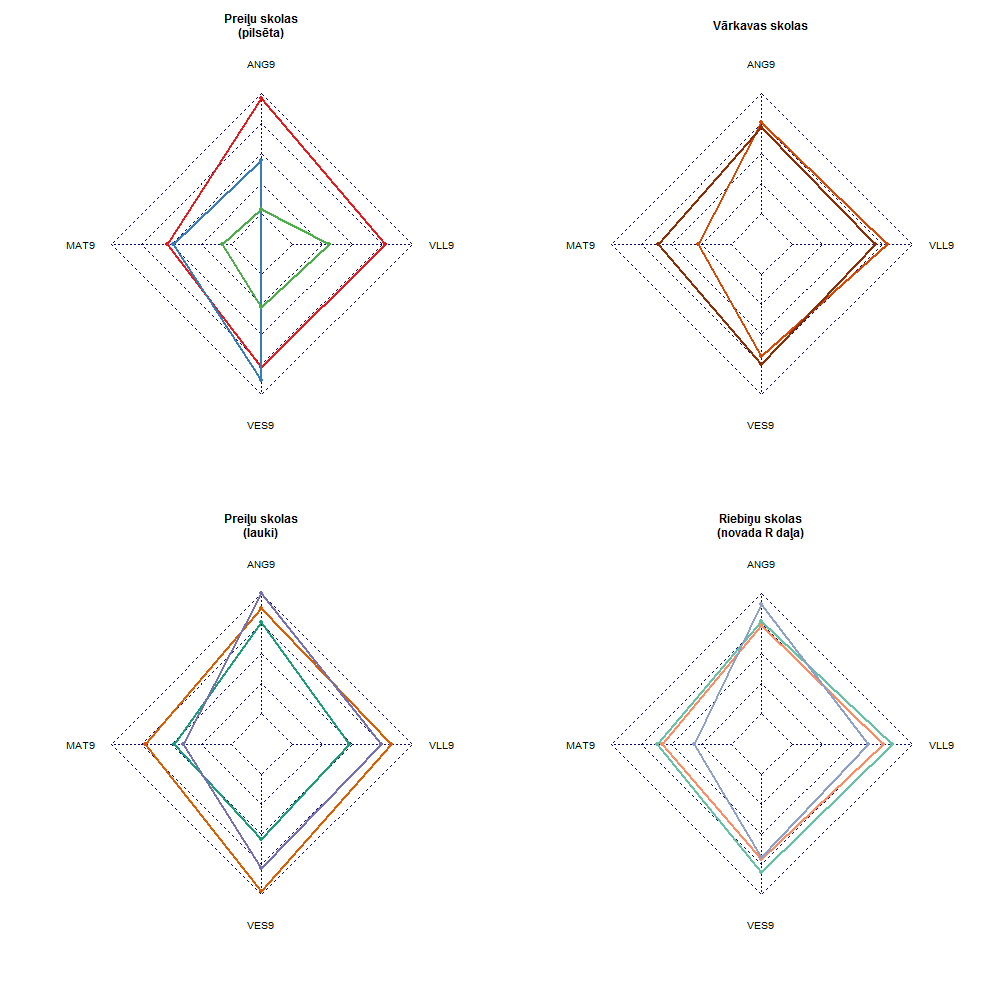 Preiļu skolas
(pilsēta)
ANG9
MAT9
VLL9
VES9
Vārkavas skolas
ANG9
MAT9
VLL9
VES9
Preiļu skolas
(lauki)
ANG9
MAT9
VLL9
VES9
Riebiņu skolas
(novada R daļa)
ANG9
MAT9
VLL9
VES9